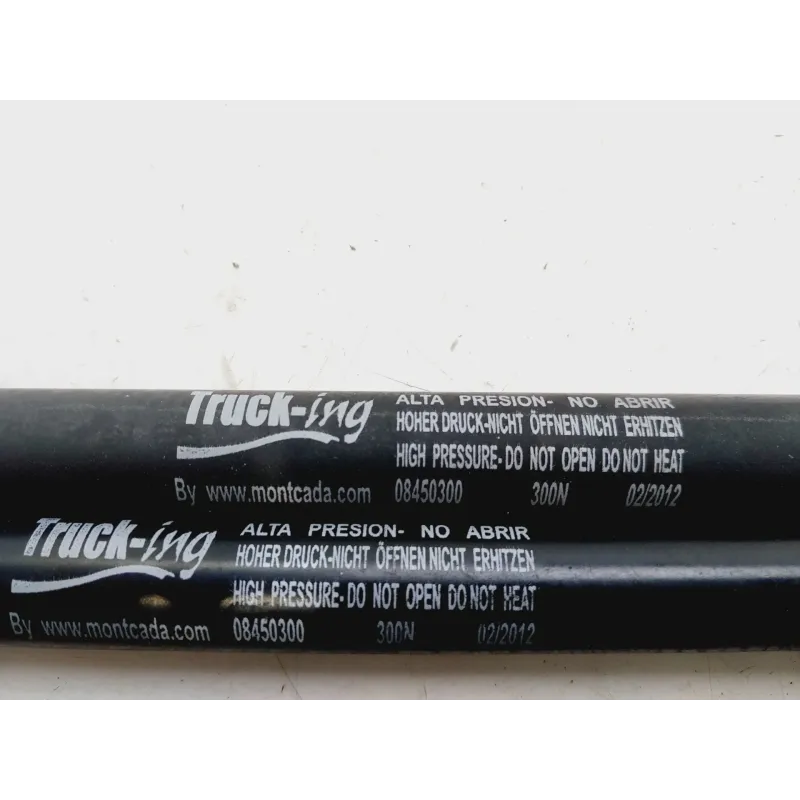 Truck-ing
ALTA PRESION- NO ABRIR
HOHER DRUCK-NICHT ÖFFNEN NICHT ERHITZEN
HIGH PRESSURE- DO NOT OPEN DO NOT HEAT
By www.montcada.com 08450300 300N 02/2012
Truck-ing
ALTA PRESION- NO ABRIR
HOHER DRUCK-NICHT ÖFFNEN NICHT ERHITZEN
HIGH PRESSURE- DO NOT OPEN DO NOT HEAT
By www.montcada.com 08450300 300N 02/2012